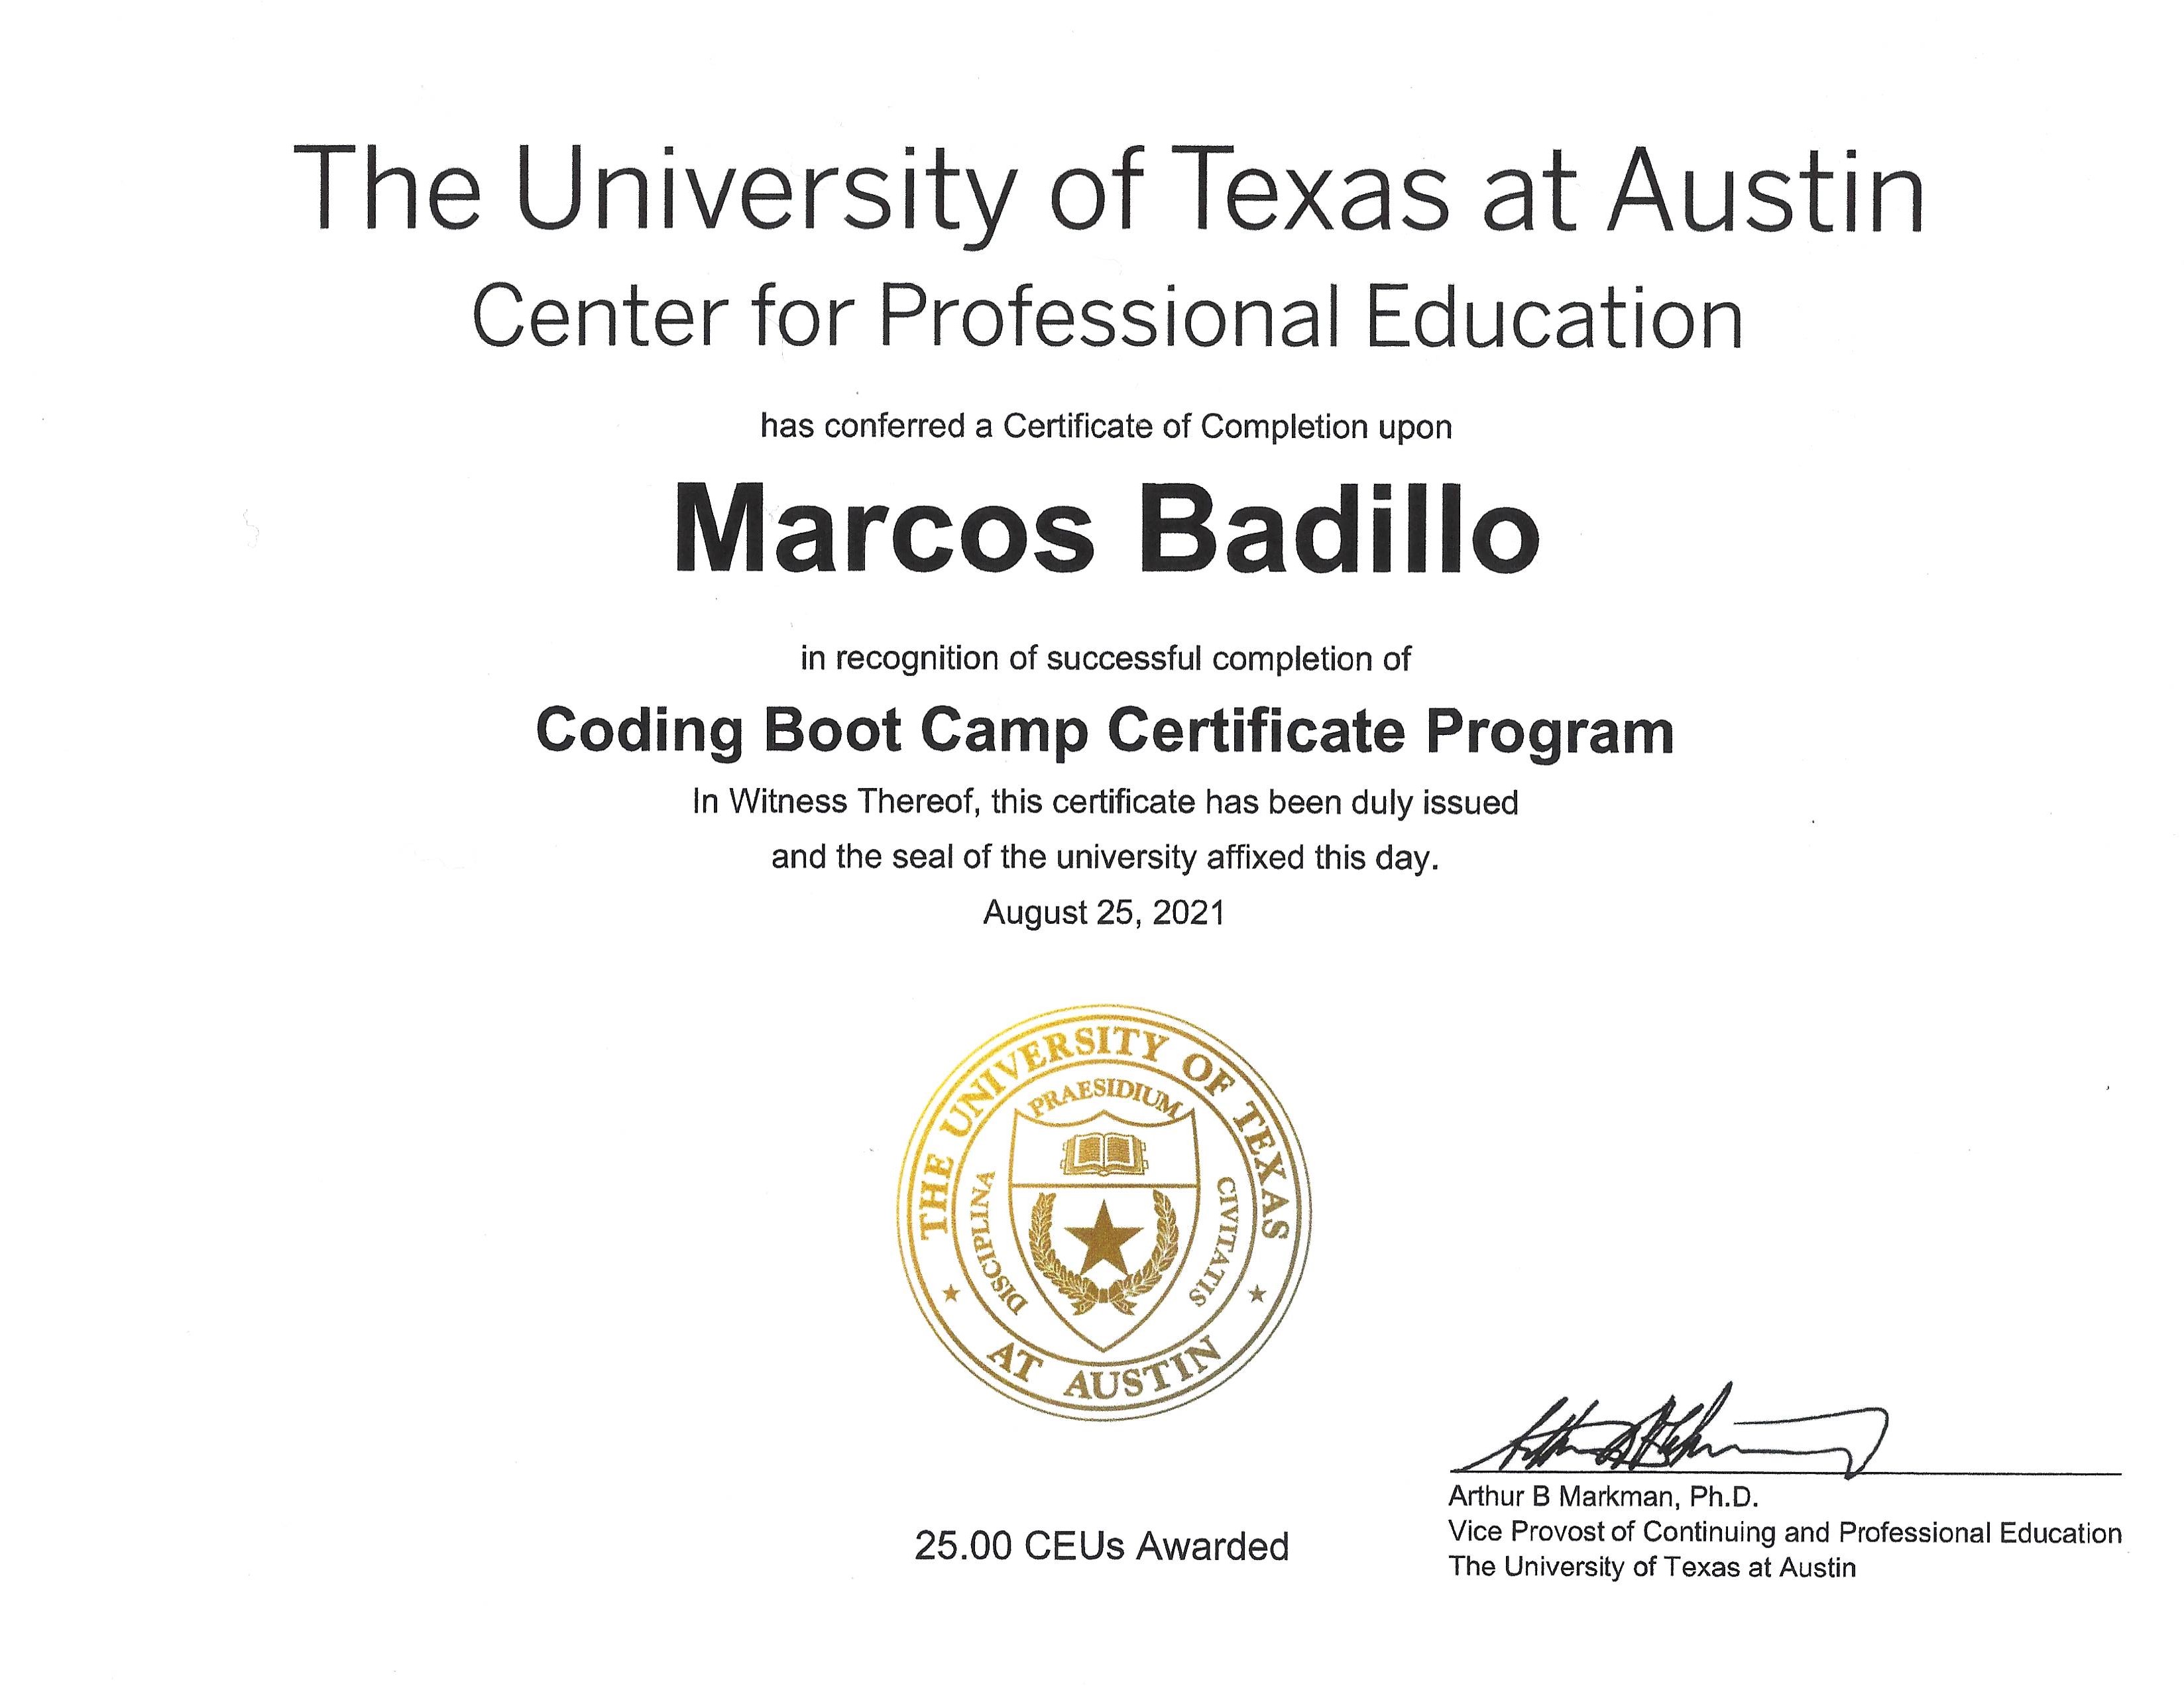 The University of Texas at Austin
Center for Professional Education
has conferred a Certificate of Completion upon
Marcos Badillo
in recognition of successful completion of
Coding Boot Camp Certificate Program
In Witness Thereof, this certificate has been duly issued
and the seal of the university affixed this day.
August 25, 2021
THE UNIVERSITY OF TEXAS
AT AUSTIN
PRAESIDIUM
DISCIPLINA
CIVITATIS
25.00 CEUs Awarded
Arthur B Markman, Ph.D.
Vice Provost of Continuing and Professional Education
The University of Texas at Austin